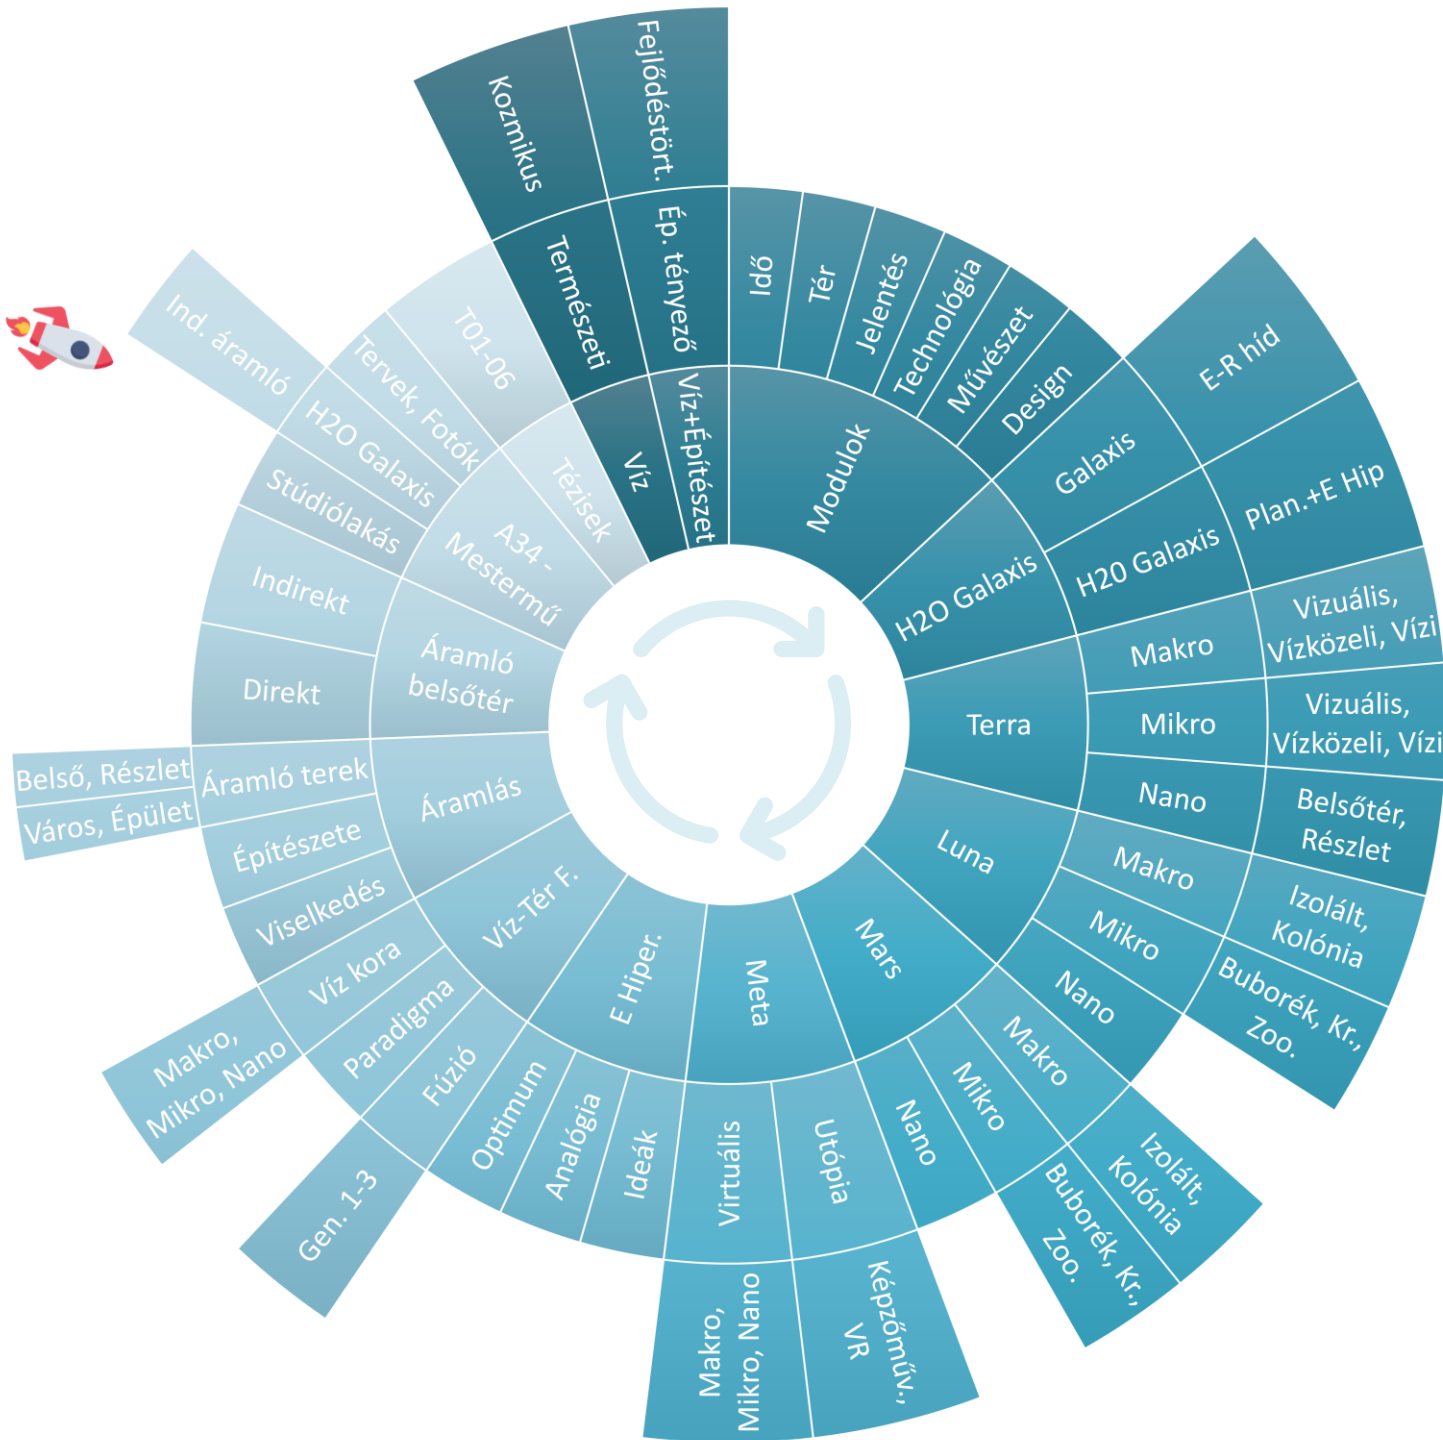 Modulok
Idő
Tér
Jelentés
Technológia
Művészet
Design
H2O Galaxis
Galaxis
E-R híd
H20 Galaxis
Plan.+E Hip
Terra
Makro
Vizuális,
Vízközeli, Vízi
Mikro
Vizuális,
Vízközeli, Vízi
Nano
Belsőtér,
Részlet
Luna
Makro
Izolált,
Kolónia
Mikro
Buborék, Kr.,
Zoo.
Nano
Mars
Makro
Izolált,
Kolónia
Mikro
Buborék, Kr.,
Zoo.
Nano
Meta
Utópia
Képzőműv.,
VR
Virtuális
Makro,
Mikro, Nano
E Hiper.
Ideák
Analógia
Optimum
Víz-Tér F.
Fúzió
Gen. 1-3
Paradigma
Víz kora
Makro,
Mikro, Nano
Áramlás
Viselkedés
Építészete
Áramló terek
Város, Épület
Belső, Részlet
Áramló
belsőtér
Direkt
Indirekt
A34 -
Mestermű
Stúdiólakás
H2O Galaxis
Ind. áramló
Tervek, Fotók
Tézisek
T01-06
Víz
Természeti
Kozmikus
Víz+Építészet
Ép. tényező
Fejlődéstört.